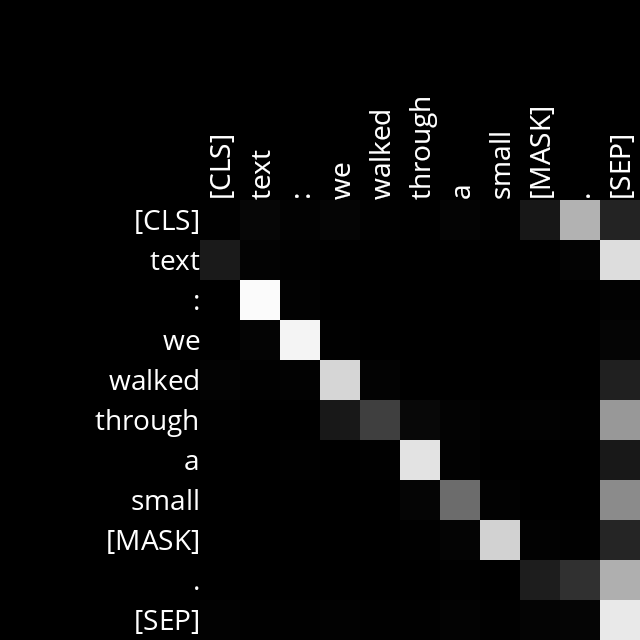 [CLS] text : we walked through a small [MASK] . [SEP]
[CLS]
text
:
we
walked
through
a
small
[MASK]
.
[SEP]